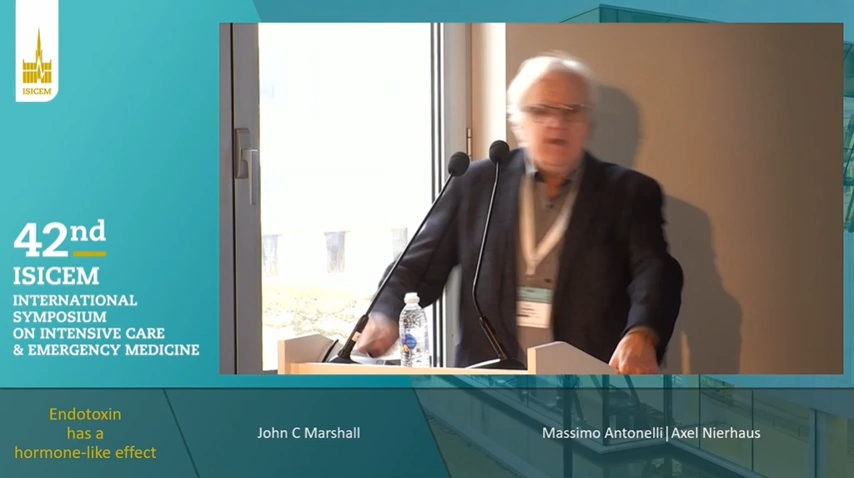 ISICEM
42nd
ISICEM
INTERNATIONAL
SYMPOSIUM
ON INTENSIVE CARE
& EMERGENCY MEDICINE
Endotoxin
has a
hormone-like effect
John C Marshall
Massimo Antonelli|Axel Nierhaus